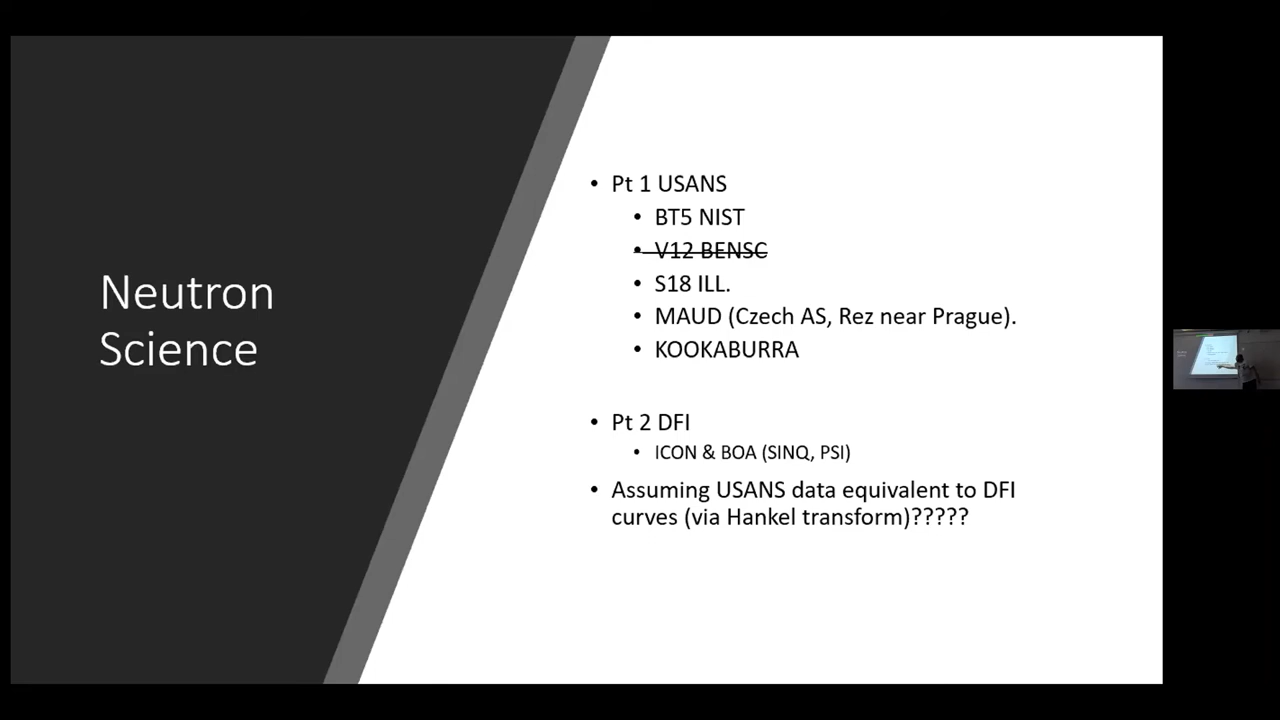 Neutron
Science
Pt 1 USANS
BT5 NIST
V12 BENSC
S18 ILL.
MAUD (Czech AS, Rez near Prague).
KOOKABURRA
Pt 2 DFI
ICON & BOA (SINQ, PSI)
Assuming USANS data equivalent to DFI
curves (via Hankel transform)?????